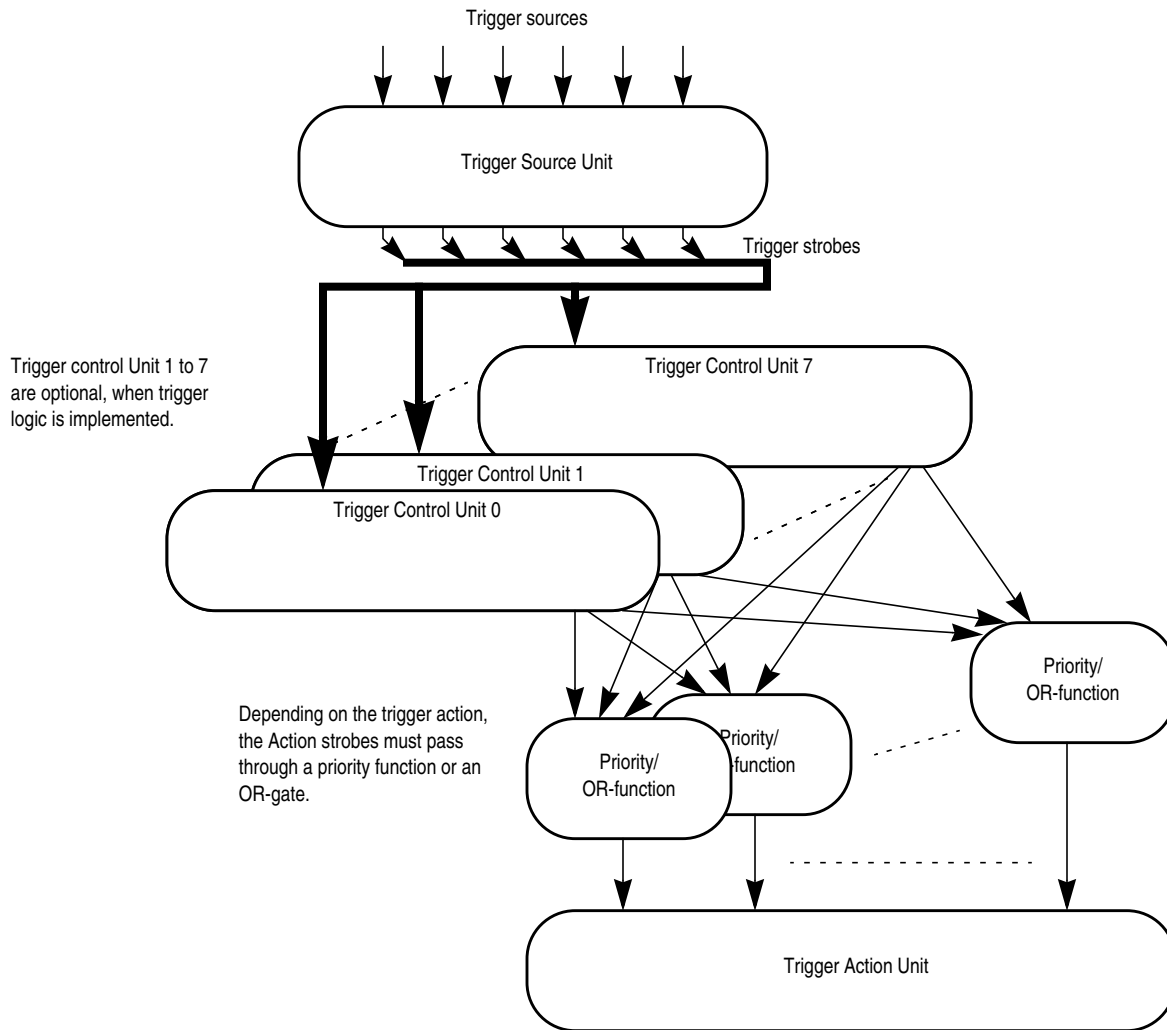 Trigger sources
Trigger Source Unit
Trigger strobes
Trigger control Unit 1 to 7
are optional, when trigger
logic is implemented.
Trigger Control Unit 7
Trigger Control Unit 1
Trigger Control Unit 0
Priority/
OR-function
Depending on the trigger action,
the Action strobes must pass
through a priority function or an
OR-gate.
Priority/
-function
Priority/
OR-function
Trigger Action Unit